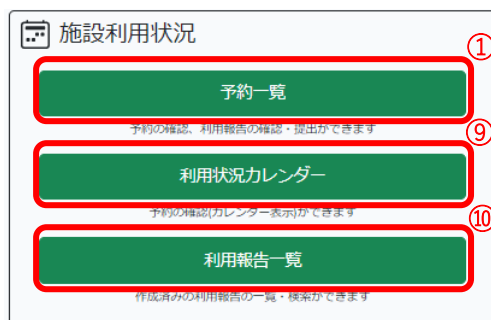 施設利用状況
①
予約一覧
予約の確認、利用報告の確認・提出ができます
⑨
利用状況カレンダー
予約の確認(カレンダー表示)ができます
⑩
利用報告一覧
作成済みの利用報告の一覧・検索ができます